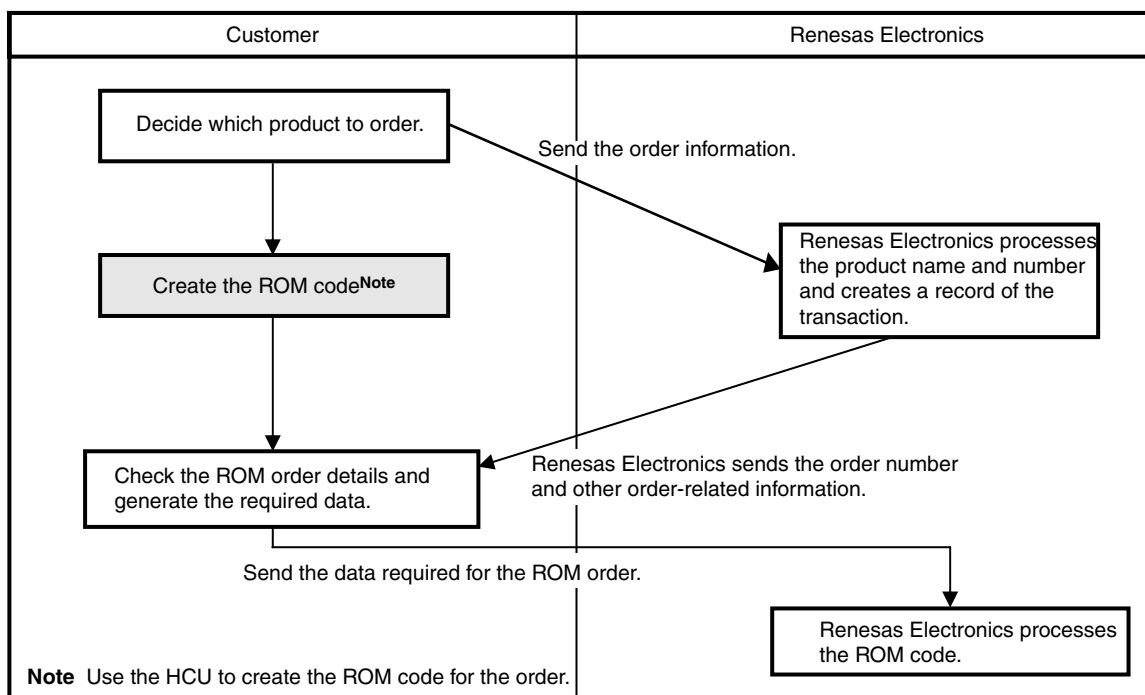 Customer
Renesas Electronics
Decide which product to order.
Send the order information.
Renesas Electronics processes
the product name and number
and creates a record of the
transaction.
Create the ROM codeNote
Check the ROM order details and
generate the required data.
Renesas Electronics sends the order number
and other order-related information.
Send the data required for the ROM order.
Renesas Electronics processes
the ROM code.
Note Use the HCU to create the ROM code for the order.